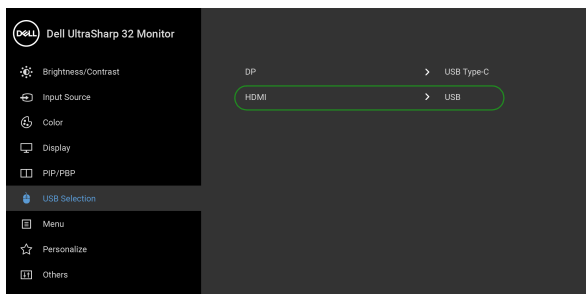 DELL Dell UltraSharp 32 Monitor
Brightness/Contrast
Input Source
Color
Display
PIP/PBP
USB Selection
Menu
Personalize
Others
DP > USB Type-C
HDMI > USB